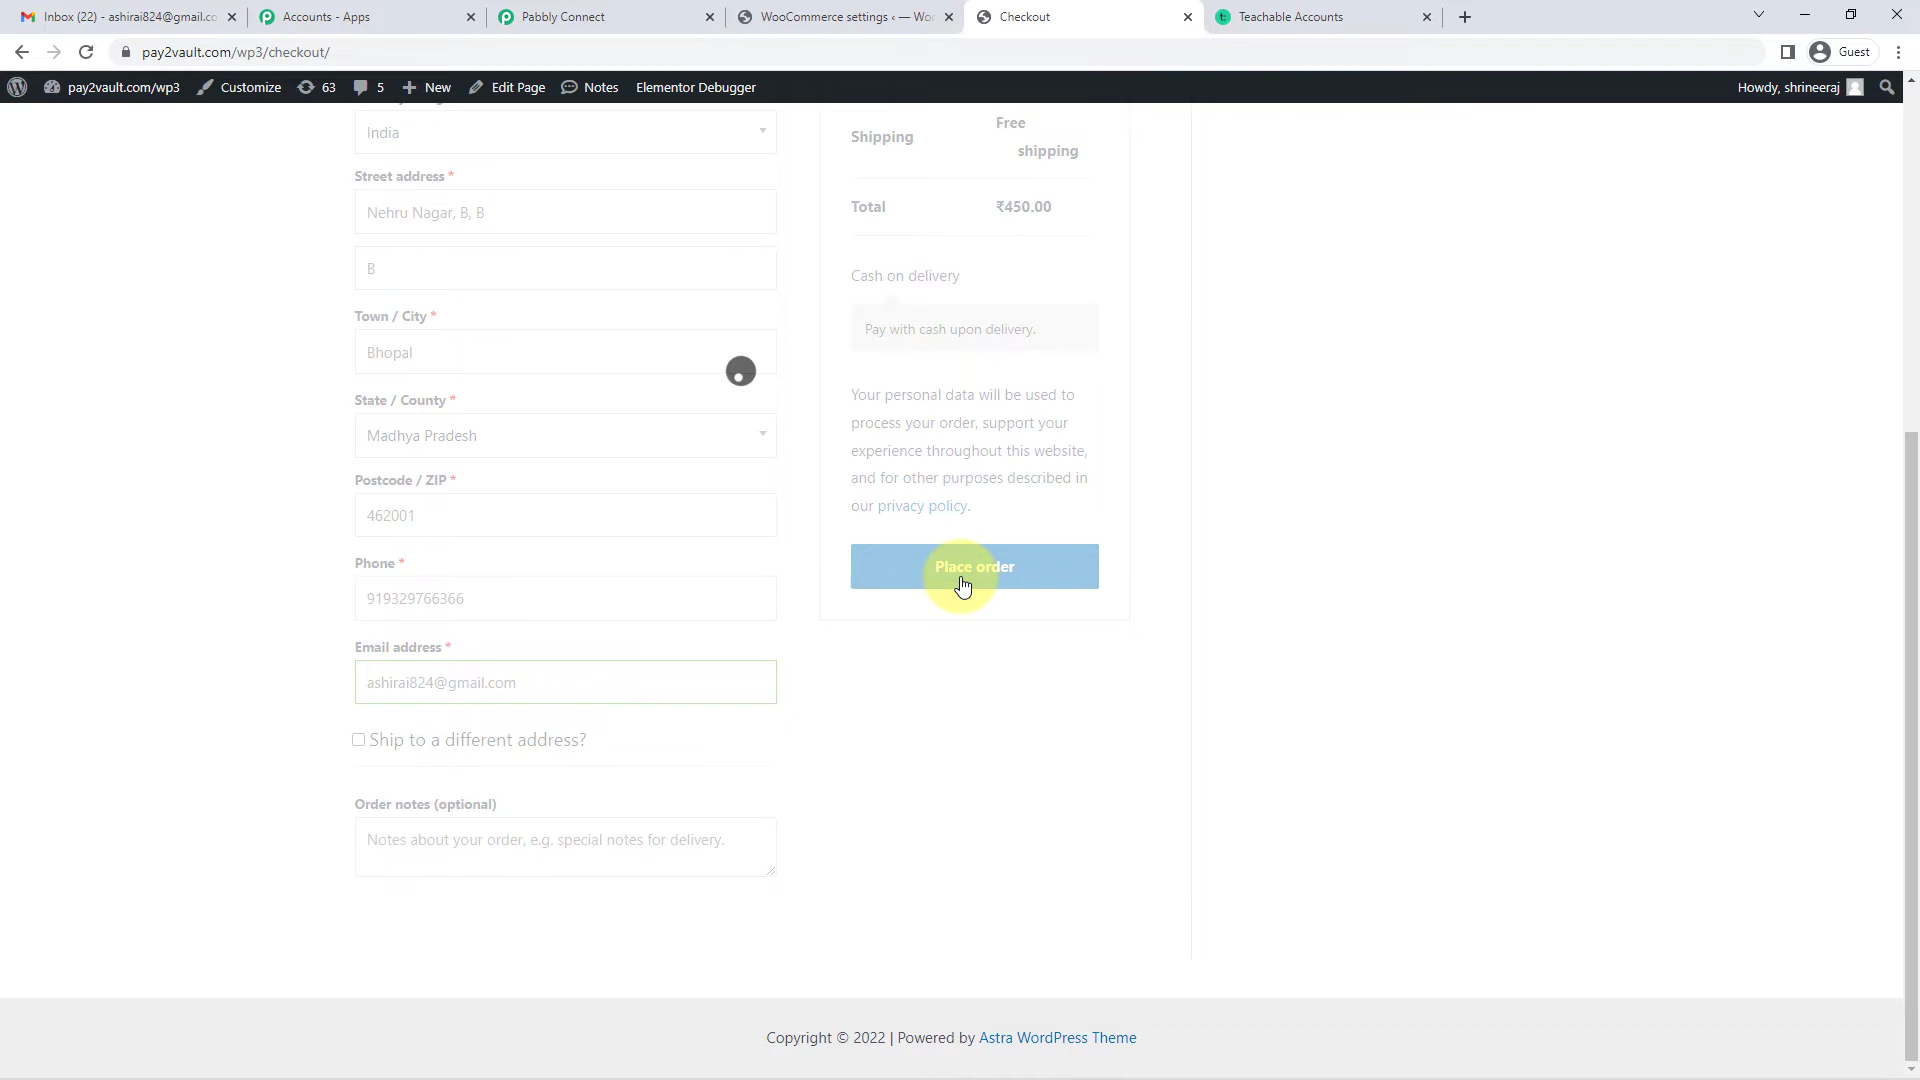 Inbox (22) - ashirai824@gmail.co
Accounts - Apps
Pabbly Connect
WooCommerce settings ‹ — Wo
Checkout
Teachable Accounts
pay2vault.com/wp3/checkout/
Guest
pay2vault.com/wp3
Customize
63
5
New
Edit Page
Notes
Elementor Debugger
Howdy, shrineeraj
India
Street address *
Nehru Nagar, B, B
B
Town / City *
Bhopal
State / County *
Madhya Pradesh
Postcode / ZIP *
462001
Phone *
919329766366
Email address *
ashirai824@gmail.com
Ship to a different address?
Order notes (optional)
Notes about your order, e.g. special notes for delivery.
Shipping
Free
shipping
Total
₹450.00
Cash on delivery
Pay with cash upon delivery.
Your personal data will be used to
process your order, support your
experience throughout this website,
and for other purposes described in
our privacy policy.
Place order
Copyright © 2022 | Powered by Astra WordPress Theme